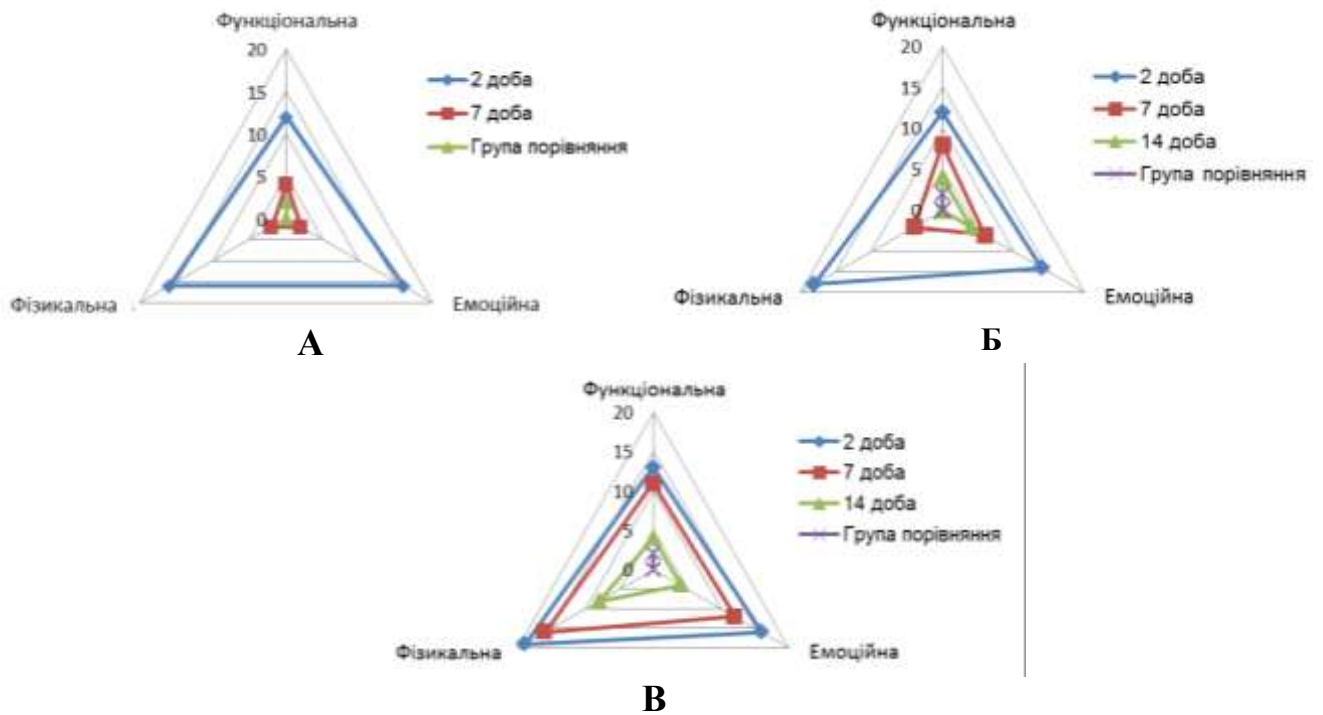 Функціональна
20
15
10
5
0
Фізикальна
Емоційна
2 доба
7 доба
Група порівняння
А
Функціональна
20
15
10
5
0
Фізикальна
Емоційна
2 доба
7 доба
14 доба
Група порівняння
Б
Функціональна
20
15
10
5
0
Фізикальна
Емоційна
2 доба
7 доба
14 доба
Група порівняння
В